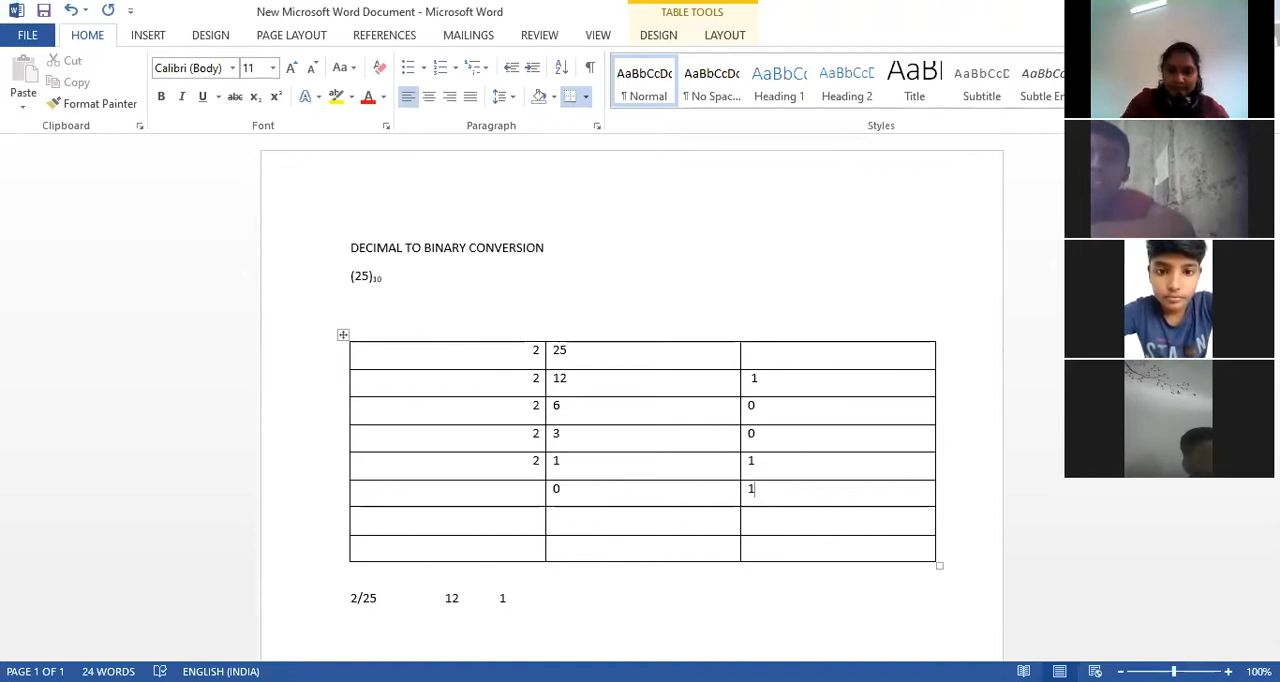 New Microsoft Word Document - Microsoft Word
TABLE TOOLS
FILE HOME INSERT DESIGN PAGE LAYOUT REFERENCES MAILINGS REVIEW VIEW DESIGN LAYOUT
Paste
Cut
Copy
Format Painter
Clipboard
Calibri (Body) 11
Font
Paragraph
AaBbCcDc AaBbCcDc AaBbCc AaBbCcD AaBl AaBbCcD AaBbCcD
¶ Normal ¶ No Spac... Heading 1 Heading 2 Title Subtitle Subtle Em
Styles
DECIMAL TO BINARY CONVERSION
(25)₁₀
2 25
2 12 1
2 6 0
2 3 0
2 1 1
0 1
2/25 12 1
PAGE 1 OF 1 24 WORDS ENGLISH (INDIA) 100%